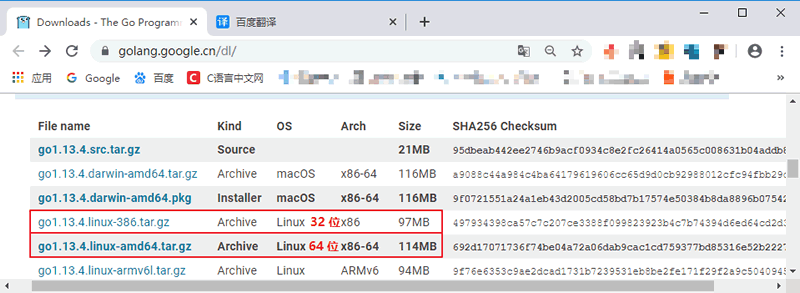 Downloads - The Go Programm
百度翻译
golang.google.cn/dl/
应用 Google 百度 C语言中文网
File name Kind OS Arch Size SHA256 Checksum
go1.13.4.src.tar.gz Source 21MB 95dbeab442ee2746b9acf0934c8e2fc26414a0565c008631b04addb8
go1.13.4.darwin-amd64.tar.gz Archive macOS x86-64 116MB a9088c44a984c4ba64179619606cc65d9d0cb92988012cfc94fbb29c
go1.13.4.darwin-amd64.pkg Installer macOS x86-64 116MB 9f0721551a24a1eb43d2005cd58bd7b17574e50384b8da8896b07542
go1.13.4.linux-386.tar.gz Archive Linux 32 位 x86 97MB 497934398ca57c7c207ce3388f099823923b4c7b74394d6ed64cd2d3
go1.13.4.linux-amd64.tar.gz Archive Linux 64 位 x86-64 114MB 692d17071736f74be04a72a06dab9cac1cd759377bd85316e52b2227
go1.13.4.linux-armv6l.tar.gz Archive Linux ARMv6 94MB 9f76e6353c9ae2dcad1731b7239531eb8be2fe171f29f2a9c5040945